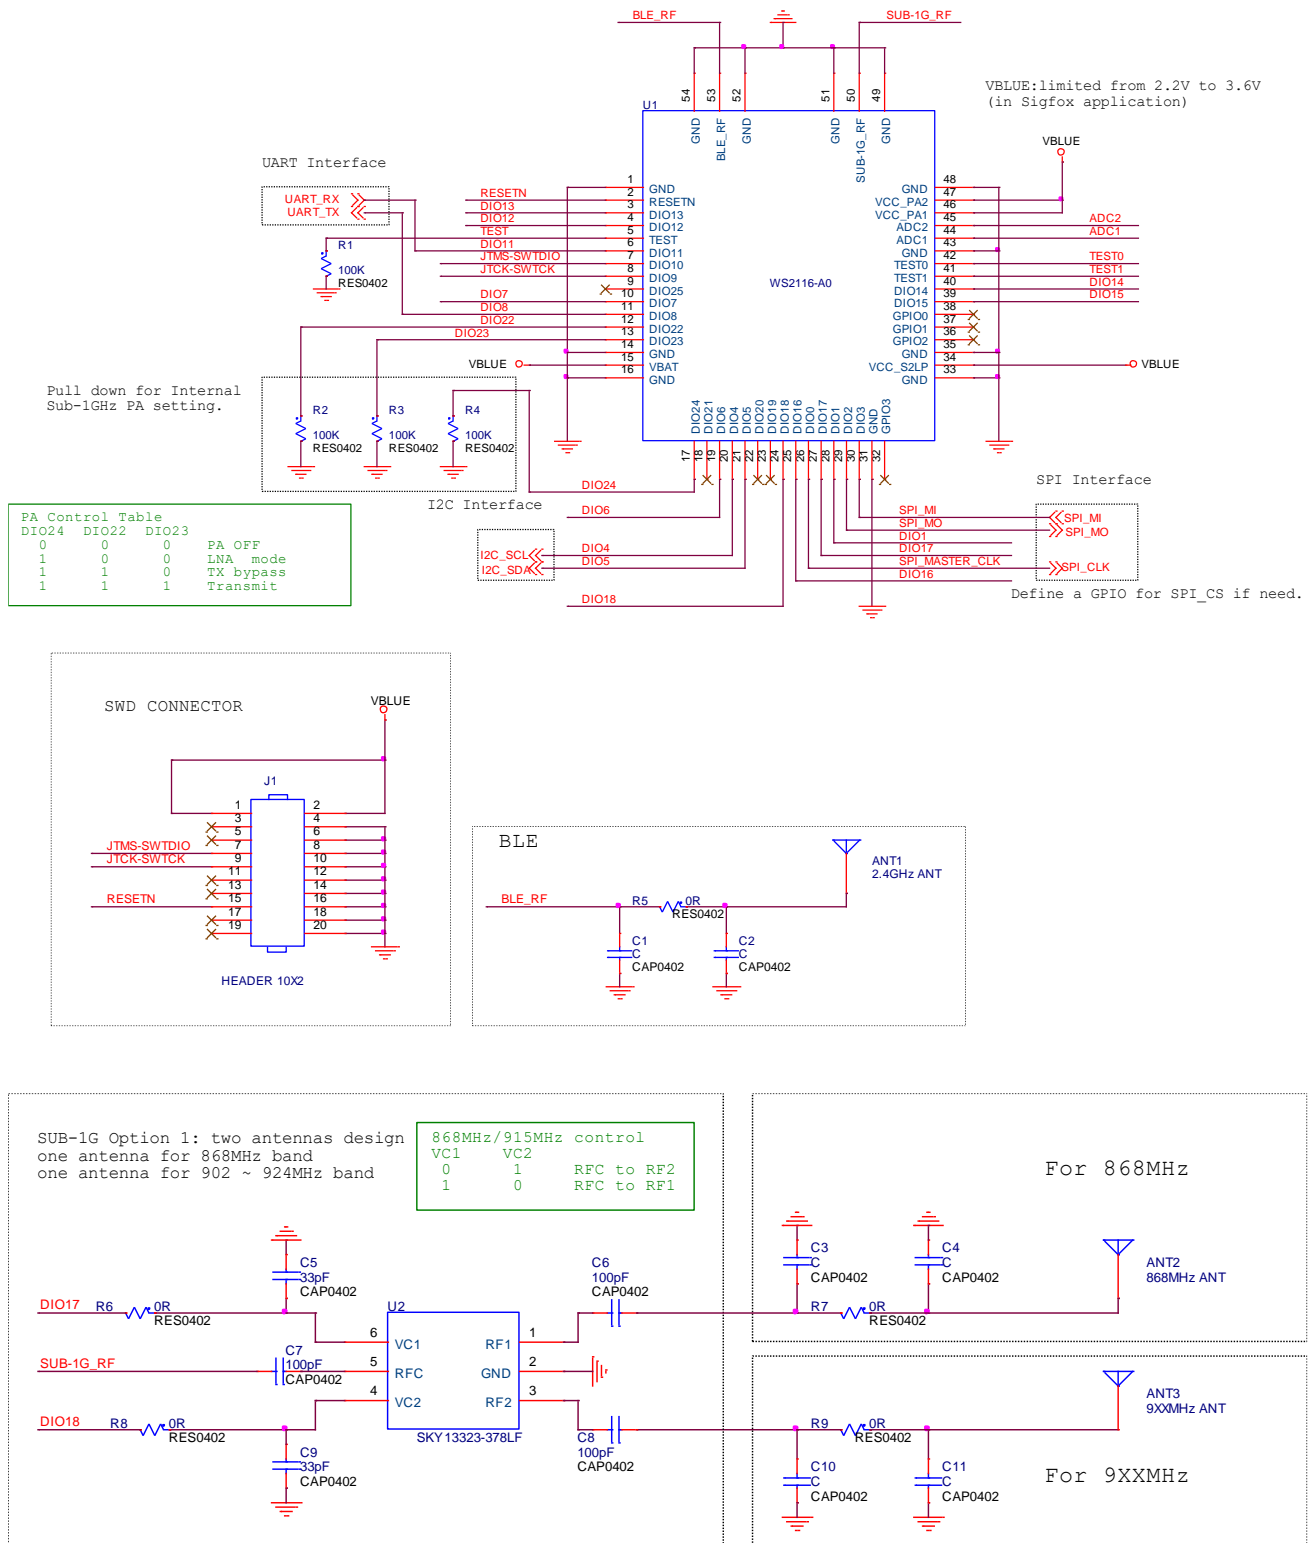 BLE_RF
SUB-1G_RF
VBLUE:limited from 2.2V to 3.6V
(in Sigfox application)
VBLUE
54 53 52 51 50 49
U1
GND BLE_RF GND GND SUB-1G_RF GND
UART Interface
UART_RX
UART_TX
RESETN
DIO13
DIO12
TEST
DIO11
JTMS-SWTDIO
JTCK-SWTCK
DIO7
DIO8
DIO22
DIO23
VBLUE
R1
100K
RES0402
1 GND
2 RESETN
3 DIO13
4 DIO12
5 TEST
6 DIO11
7 DIO10
8 DIO9
9 DIO25
10 DIO7
11 DIO8
12 DIO22
13 DIO23
14 GND
15 VBAT
16 GND
WS2116-A0
GND 48
VCC_PA2 47
VCC_PA1 46
ADC2 45
ADC1 44
GND 43
TEST0 42
TEST1 41
DIO14 40
DIO15 39
GPIO0 38
GPIO1 37
GPIO2 36
GND 35
VCC_S2LP 34
GND 33
ADC2
ADC1
TEST0
TEST1
DIO14
DIO15
VBLUE
DIO24 DIO21 DIO6 DIO4 DIO5 DIO20 DIO19 DIO18 DIO16 DIO0 DIO17 DIO1 DIO2 DIO3 GND GPIO3
17 18 19 20 21 22 23 24 25 26 27 28 29 30 31 32
Pull down for Internal
Sub-1GHz PA setting.
R2
100K
RES0402
R3
100K
RES0402
R4
100K
RES0402
PA Control Table
DIO24 DIO22 DIO23
0 0 0 PA OFF
1 0 0 LNA mode
1 1 0 TX bypass
1 1 1 Transmit
I2C Interface
I2C_SCL
I2C_SDA
DIO24
DIO6
DIO4
DIO5
DIO18
SPI Interface
SPI_MI
SPI_MO
DIO1
DIO17
SPI_MASTER_CLK
DIO16
SPI_MI
SPI_MO
SPI_CLK
Define a GPIO for SPI_CS if need.
SWD CONNECTOR
VBLUE
J1
1 2
3 4
5 6
7 8
9 10
11 12
13 14
15 16
17 18
19 20
JTMS-SWTDIO
JTCK-SWTCK
RESETN
HEADER 10X2
BLE
BLE_RF
R5 0R
RES0402
C1
C
CAP0402
C2
C
CAP0402
ANT1
2.4GHz ANT
SUB-1G Option 1: two antennas design
one antenna for 868MHz band
one antenna for 902 ~ 924MHz band
868MHz/915MHz control
VC1 VC2
0 1 RFC to RF2
1 0 RFC to RF1
C5
33pF
CAP0402
DIO17
R6 0R
RES0402
SUB-1G_RF
C7
100pF
CAP0402
DIO18
R8 0R
RES0402
C9
33pF
CAP0402
U2
6 VC1
5 RFC
4 VC2
RF1 1
GND 2
RF2 3
SKY13323-378LF
C6
100pF
CAP0402
C8
100pF
CAP0402
For 868MHz
C3
C
CAP0402
C4
C
CAP0402
R7 0R
RES0402
ANT2
868MHz ANT
R9 0R
RES0402
ANT3
9XXMHz ANT
C10
C
CAP0402
C11
C
CAP0402
For 9XXMHz